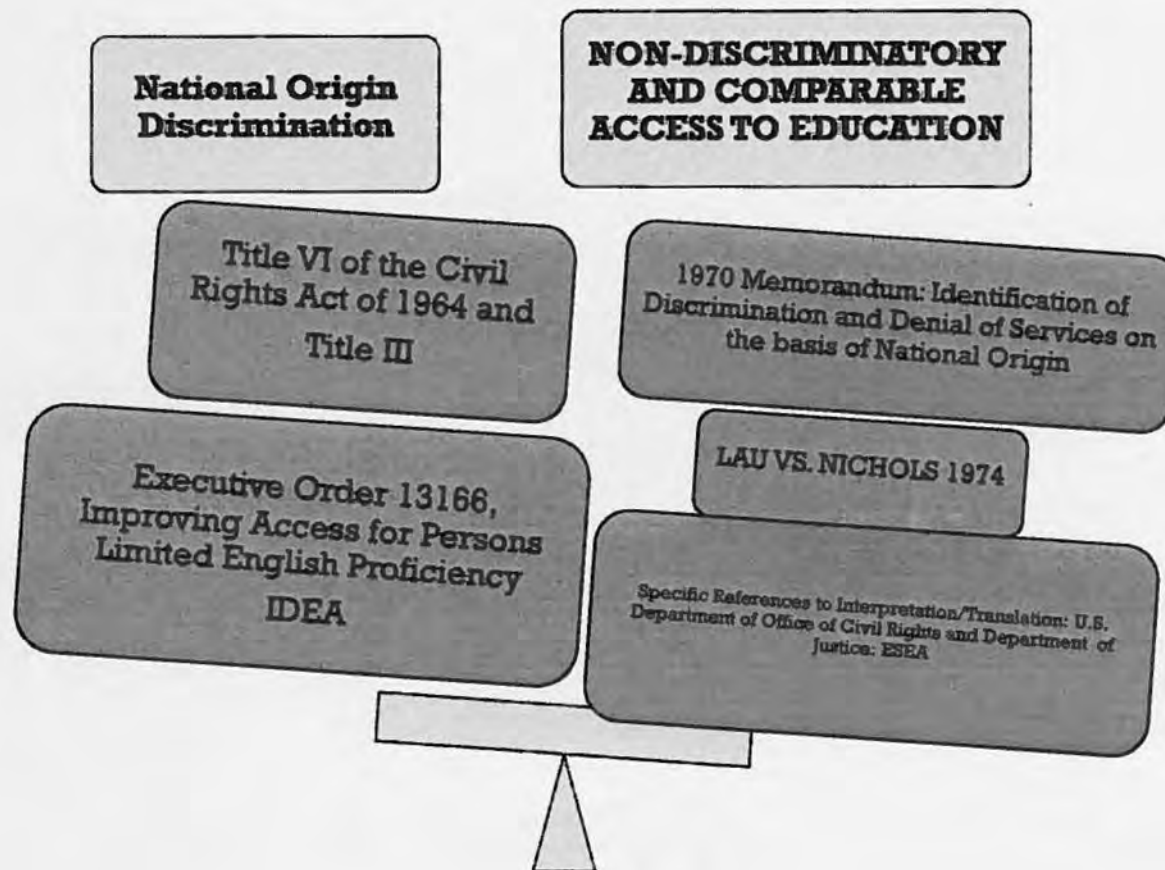 National Origin
Discrimination
NON-DISCRIMINATORY
AND COMPARABLE
ACCESS TO EDUCATION
Title VI of the Civil
Rights Act of 1964 and
Title III
Executive Order 13166,
Improving Access for Persons
Limited English Proficiency
IDEA
1970 Memorandum: Identification of
Discrimination and Denial of Services on
the basis of National Origin
LAU VS. NICHOLS 1974
Specific References to Interpretation/Translation: U.S.
Department of Office of Civil Rights and Department of
Justice: ESEA